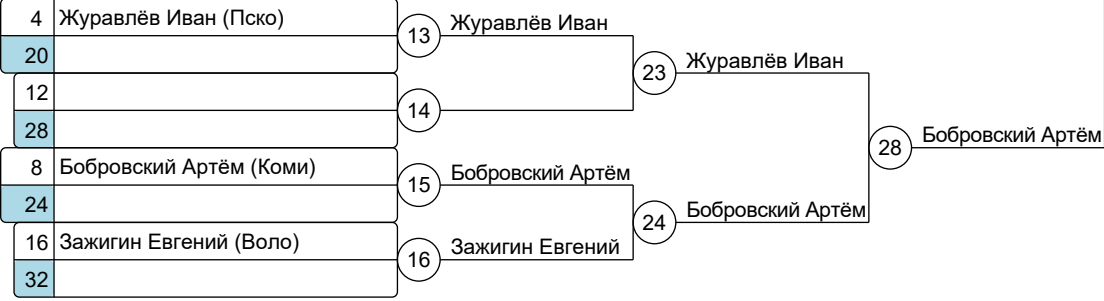 4 Журавлёв Иван (Пско)
20
12
28
8 Бобровский Артём (Коми)
24
16 Зажигин Евгений (Воло)
32
13 Журавлёв Иван
14
15 Бобровский Артём
16 Зажигин Евгений
23 Журавлёв Иван
24 Бобровский Артём
28 Бобровский Артём